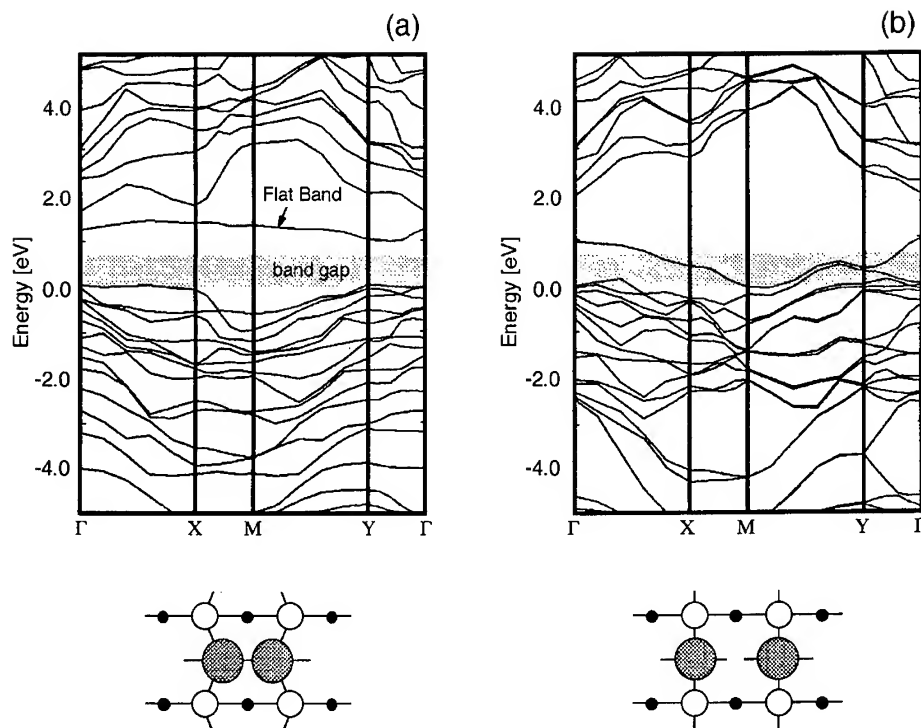 (a)
(b)
Energy [eV]
4.0
2.0
0.0
-2.0
-4.0
Flat Band
band gap
Γ X M Y Γ
Energy [eV]
4.0
2.0
0.0
-2.0
-4.0
Γ X M Y Γ